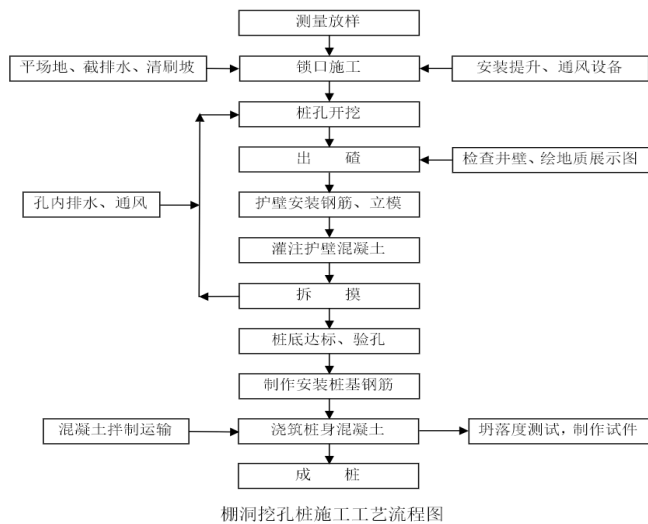 测量放样
平场地、截排水、清刷坡
锁口施工
安装提升、通风设备
桩孔开挖
出 碴
检查井壁、绘地质展示图
孔内排水、通风
护壁安装钢筋、立模
灌注护壁混凝土
拆 摸
桩底达标、验孔
制作安装桩基钢筋
混凝土拌制运输
浇筑桩身混凝土
坍落度测试，制作试件
成 桩
棚洞挖孔桩施工工艺流程图